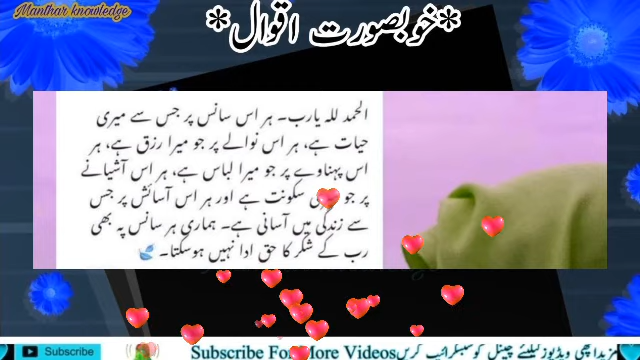 Manthar knowledge
*خوبصورت اقوال*
الحمد للہ یارب۔ ہر اس سانس پر جس سے میری
حیات ہے، ہر اس نوالے پر جو میرا رزق ہے، ہر
اس پہناوے پر جو میرا لباس ہے، ہر اس آشیانے
پر جو سکونت ہے اور ہر اس آسائش پر جس
سے زندگی میں آسانی ہے۔ ہماری ہر سانس پہ بھی
رب کے شکر کا حق ادا نہیں ہوسکتا۔
Subscribe
Subscribe For More Videos مزید اچھی ویڈیوز کیلئے چینل کو سبسکرائب کریں